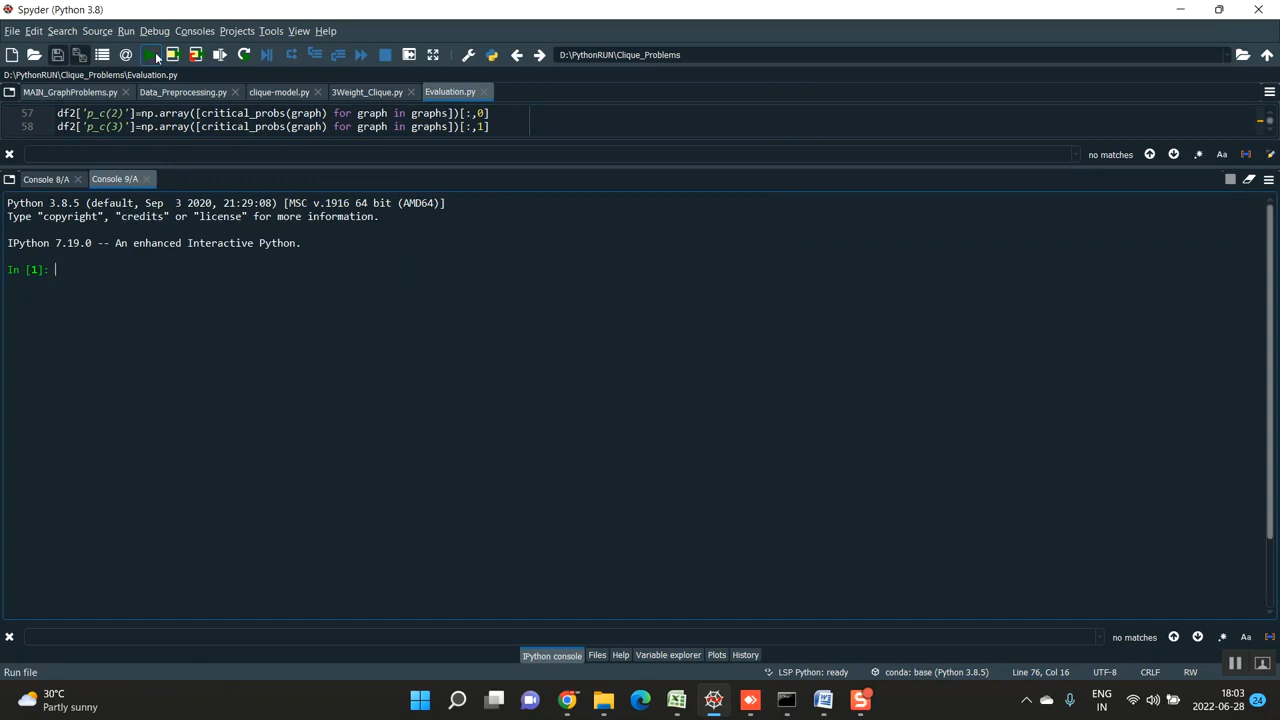 Spyder (Python 3.8)
File Edit Search Source Run Debug Consoles Projects Tools View Help
D:\PythonRUN\Clique_Problems
D:\PythonRUN\Clique_Problems\Evaluation.py
MAIN_GraphProblems.py Data_Preprocessing.py clique-model.py 3Weight_Clique.py Evaluation.py
57 df2['p_c(2)']=np.array([critical_probs(graph) for graph in graphs])[:,0]
58 df2['p_c(3)']=np.array([critical_probs(graph) for graph in graphs])[:,1]
no matches Aa
Console 8/A Console 9/A
Python 3.8.5 (default, Sep  3 2020, 21:29:08) [MSC v.1916 64 bit (AMD64)]
Type "copyright", "credits" or "license" for more information.
IPython 7.19.0 -- An enhanced Interactive Python.
In [1]:
no matches Aa
IPython console Files Help Variable explorer Plots History
Run file LSP Python: ready conda: base (Python 3.8.5) Line 76, Col 16 UTF-8 CRLF RW
30°C
Partly sunny
ENG
IN
18:03
2022-06-28
24